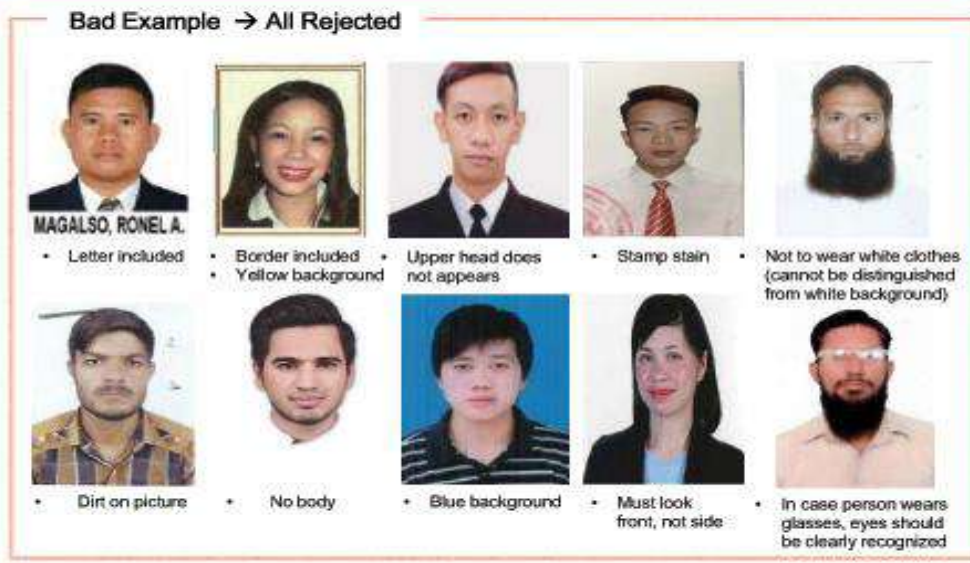 Bad Example → All Rejected
MAGALSO, RONEL A.
• Letter included
• Border included
• Yellow background
• Upper head does
not appears
• Stamp stain
• Not to wear white clothes
(cannot be distinguished
from white background)
• Dirt on picture
• No body
• Blue background
• Must look
front, not side
• In case person wears
glasses, eyes should
be clearly recognized